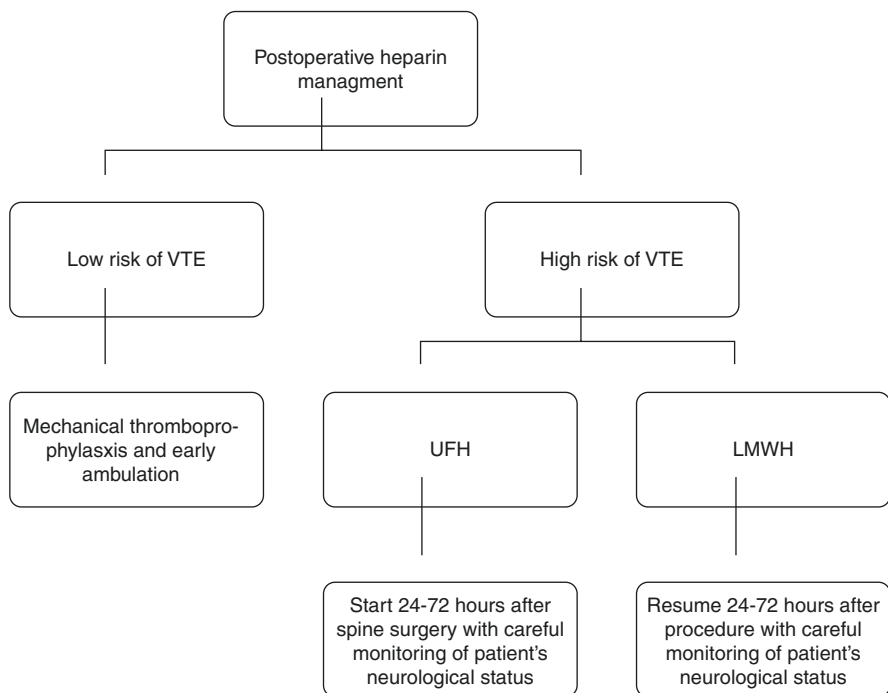 Postoperative heparin
managment
Low risk of VTE
High risk of VTE
Mechanical thrombopro-
phylasxis and early
ambulation
UFH
LMWH
Start 24-72 hours after
spine surgery with careful
monitoring of patient’s
neurological status
Resume 24-72 hours after
procedure with careful
monitoring of patient’s
neurological status